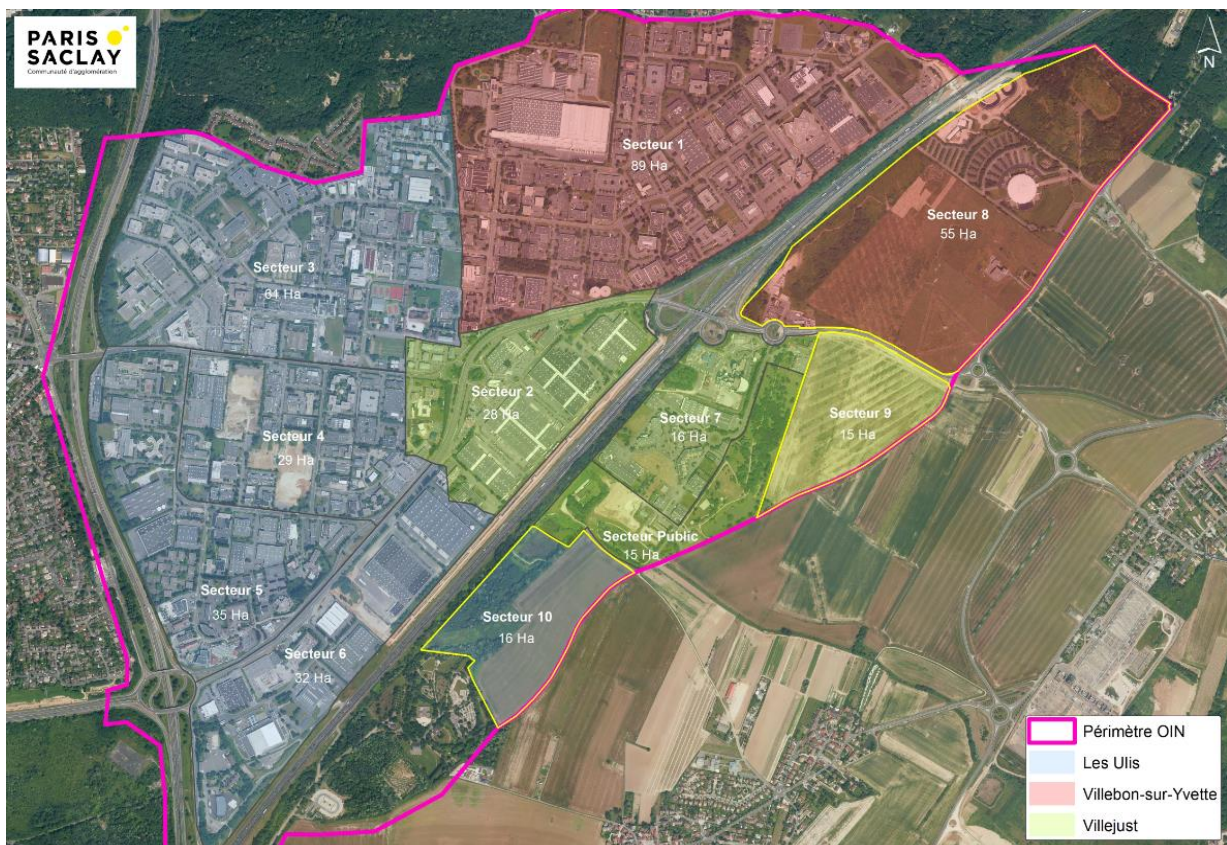 PARIS
SACLAY
Communauté d'agglomération
N
Secteur 1
89 Ha
Secteur 8
55 Ha
Secteur 3
64 Ha
Secteur 2
28 Ha
Secteur 7
16 Ha
Secteur 9
15 Ha
Secteur 4
29 Ha
Secteur Public
15 Ha
Secteur 5
35 Ha
Secteur 10
16 Ha
Secteur 6
32 Ha
Périmètre OIN
Les Ulis
Villebon-sur-Yvette
Villejust